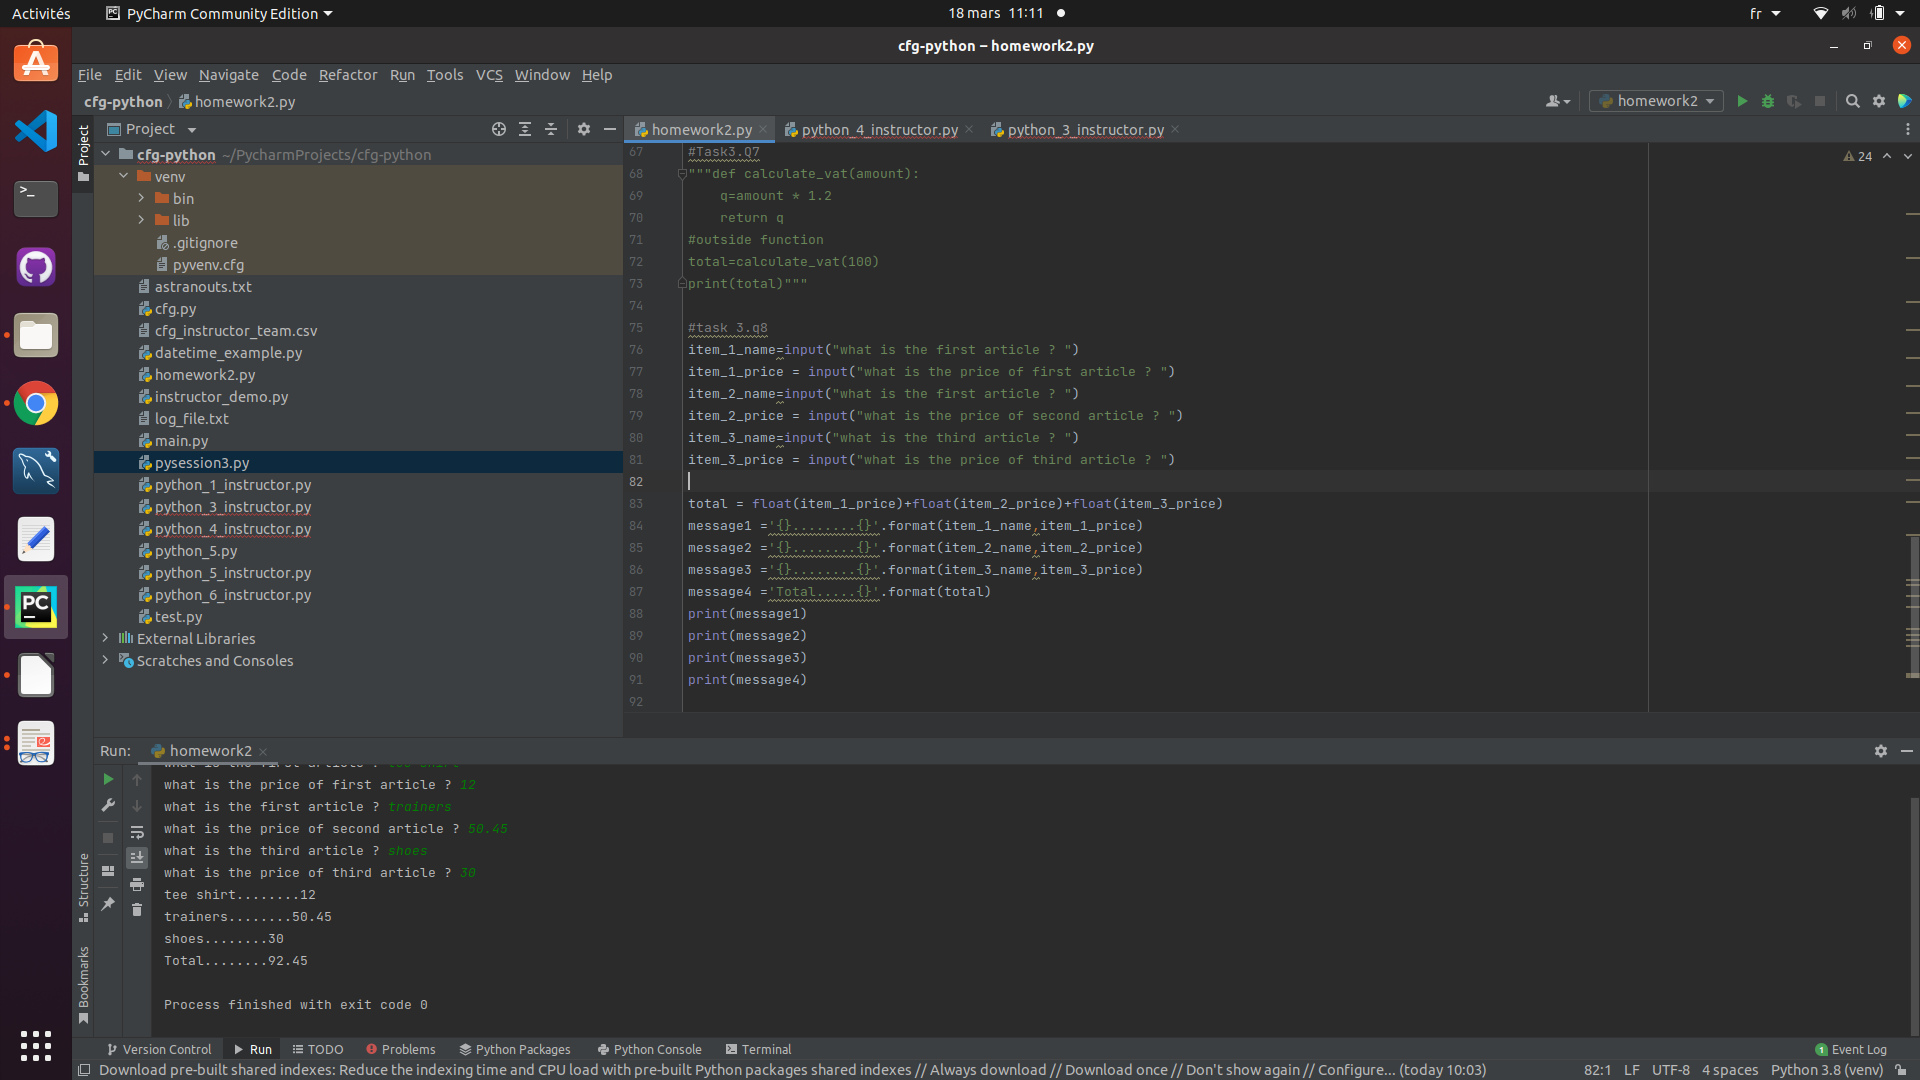 Activités PyCharm Community Edition 18 mars 11:11 fr
cfg-python – homework2.py
File Edit View Navigate Code Refactor Run Tools VCS Window Help
cfg-python homework2.py homework2
Project
homework2.py python_4_instructor.py python_3_instructor.py
Project
cfg-python ~/PycharmProjects/cfg-python
venv
bin
lib
.gitignore
pyvenv.cfg
astranouts.txt
cfg.py
cfg_instructor_team.csv
datetime_example.py
homework2.py
instructor_demo.py
log_file.txt
main.py
pysession3.py
python_1_instructor.py
python_3_instructor.py
python_4_instructor.py
python_5.py
python_5_instructor.py
python_6_instructor.py
test.py
External Libraries
Scratches and Consoles
24
67 #Task3.Q7
68 """def calculate_vat(amount):
69 q=amount * 1.2
70 return q
71 #outside function
72 total=calculate_vat(100)
73 print(total)"""
74
75 #task 3.q8
76 item_1_name=input("what is the first article ? ")
77 item_1_price = input("what is the price of first article ? ")
78 item_2_name=input("what is the first article ? ")
79 item_2_price = input("what is the price of second article ? ")
80 item_3_name=input("what is the third article ? ")
81 item_3_price = input("what is the price of third article ? ")
82
83 total = float(item_1_price)+float(item_2_price)+float(item_3_price)
84 message1 ='{}........{}'.format(item_1_name,item_1_price)
85 message2 ='{}........{}'.format(item_2_name,item_2_price)
86 message3 ='{}........{}'.format(item_3_name,item_3_price)
87 message4 ='Total.....{}'.format(total)
88 print(message1)
89 print(message2)
90 print(message3)
91 print(message4)
92
Run: homework2
what is the first article ? tee shirt
what is the price of first article ? 12
what is the first article ? trainers
what is the price of second article ? 50.45
what is the third article ? shoes
what is the price of third article ? 30
tee shirt........12
trainers........50.45
shoes........30
Total........92.45
Process finished with exit code 0
Structure
Bookmarks
Version Control Run TODO Problems Python Packages Python Console Terminal 1 Event Log
Download pre-built shared indexes: Reduce the indexing time and CPU load with pre-built Python packages shared indexes // Always download // Download once // Don't show again // Configure... (today 10:03) 82:1 LF UTF-8 4 spaces Python 3.8 (venv)